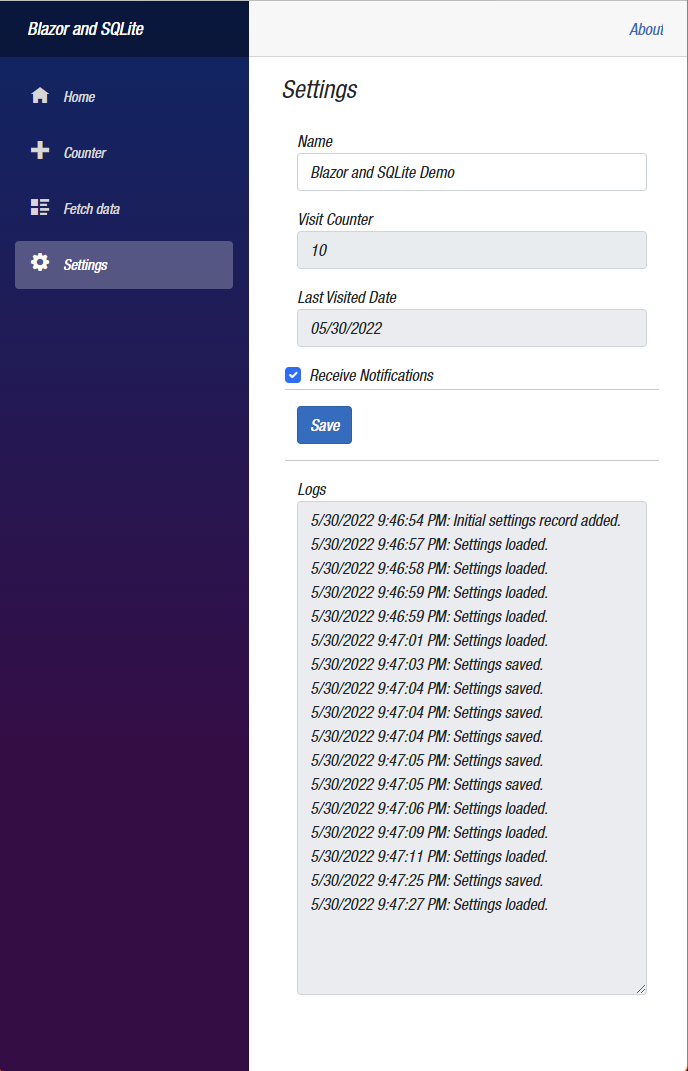 Blazor and SQLite
About
Home
Counter
Fetch data
Settings
Settings
Name
Blazor and SQLite Demo
Visit Counter
10
Last Visited Date
05/30/2022
Receive Notifications
Save
Logs
5/30/2022 9:46:54 PM: Initial settings record added.
5/30/2022 9:46:57 PM: Settings loaded.
5/30/2022 9:46:58 PM: Settings loaded.
5/30/2022 9:46:59 PM: Settings loaded.
5/30/2022 9:46:59 PM: Settings loaded.
5/30/2022 9:47:01 PM: Settings loaded.
5/30/2022 9:47:03 PM: Settings saved.
5/30/2022 9:47:04 PM: Settings saved.
5/30/2022 9:47:04 PM: Settings saved.
5/30/2022 9:47:04 PM: Settings saved.
5/30/2022 9:47:05 PM: Settings saved.
5/30/2022 9:47:05 PM: Settings saved.
5/30/2022 9:47:06 PM: Settings loaded.
5/30/2022 9:47:09 PM: Settings loaded.
5/30/2022 9:47:11 PM: Settings loaded.
5/30/2022 9:47:25 PM: Settings saved.
5/30/2022 9:47:27 PM: Settings loaded.